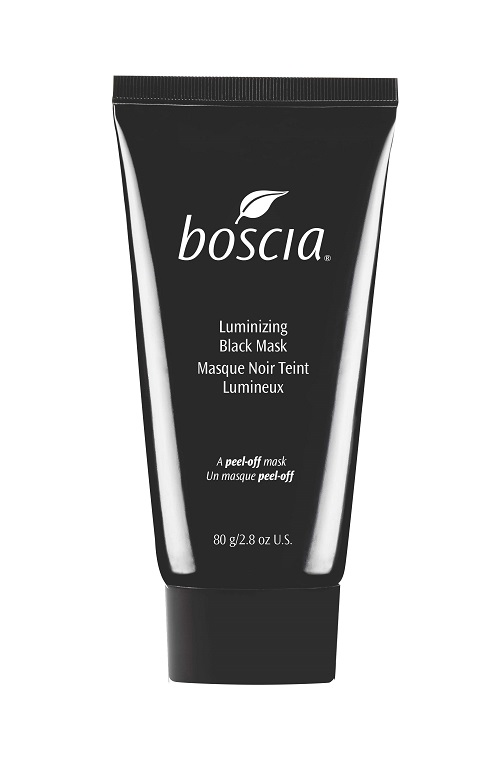 boscia®
Luminizing
Black Mask
Masque Noir Teint
Lumineux
A peel-off mask
Un masque peel-off
80 g/2.8 oz U.S.